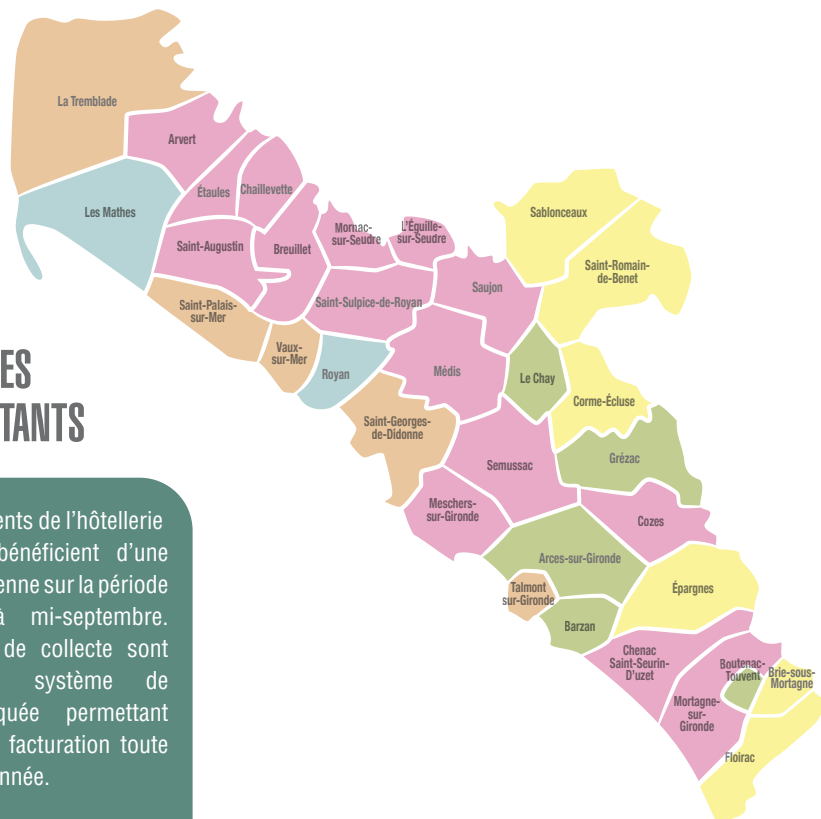 La Tremblade
Arvert
Étaules
Chaillevette
Les Mathes
Saint-Augustin
Breuillet
Mornac-
sur-Seudre
L'Éguille-
sur-Seudre
Sablonceaux
Saint-Romain-
de-Benet
Saujon
Saint-Sulpice-de-Royan
Saint-Palais-
sur-Mer
Vaux-
sur-Mer
Royan
Médis
Le Chay
Corme-Écluse
Saint-Georges-
de-Didonne
Grézac
Semussac
Meschers-
sur-Gironde
Cozes
Arces-sur-Gironde
Talmont
sur-Gironde
Épargnes
Barzan
Chenac
Saint-Seurin-
D'uzet
Boutenac-
Touvent
Brie-sous-
Mortagne
Mortagne-
sur-
Gironde
Floirac
ES
TANTS
ents de l’hôtellerie
bénéficient d’une
enne sur la période
à mi-septembre.
de collecte sont
système de
quée permettant
facturation toute
nnée.